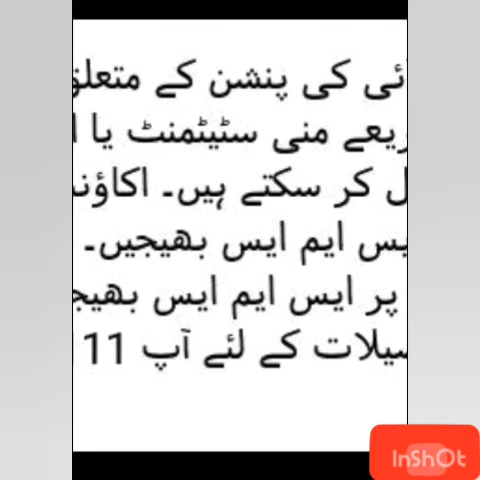 ئی کی پنشن کے متعلق
ریعے منی سٹیٹمنٹ یا
ل کر سکتے ہیں۔ اکاؤنٹ
یس ایم ایس بھیجیں۔
پر ایس ایم ایس بھیج
سیلات کے لئے آپ 11
InShOt